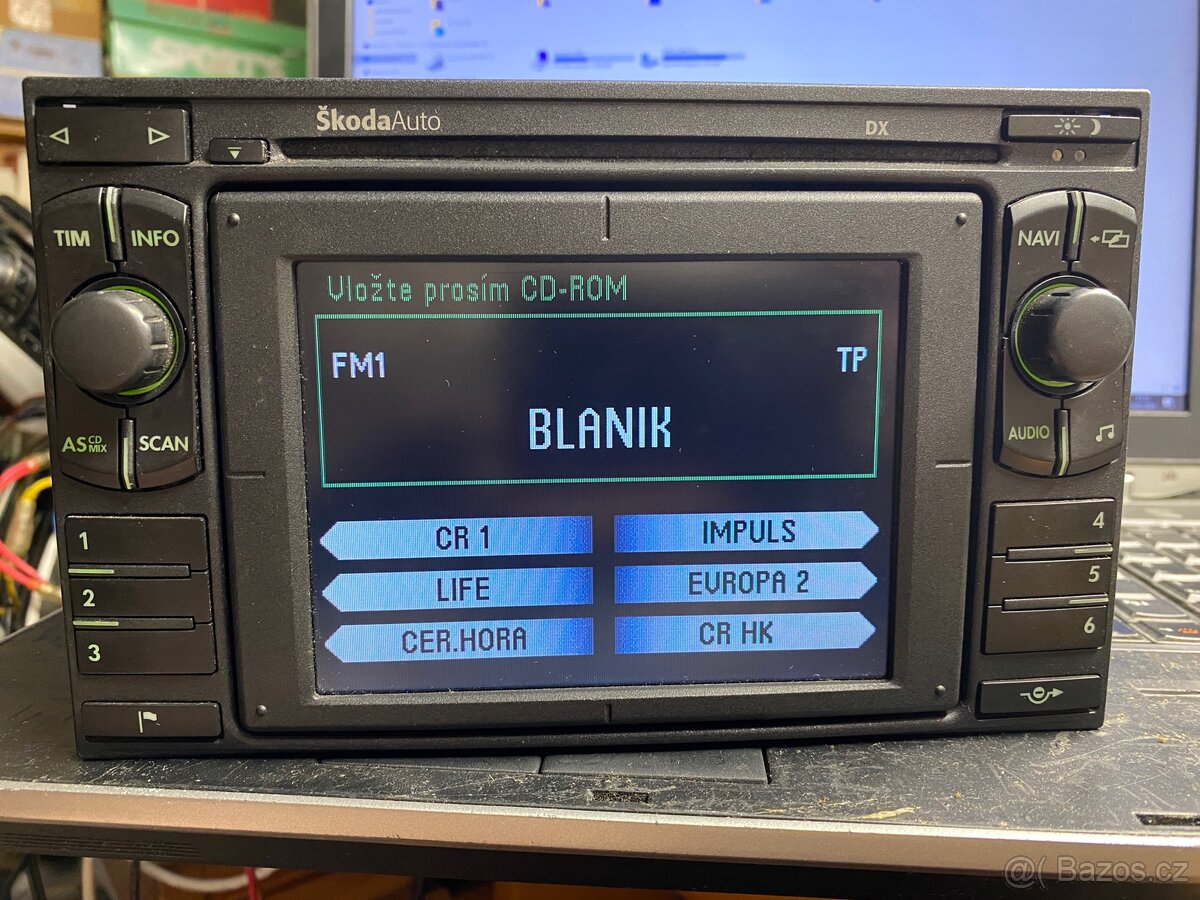 ŠkodaAuto
DX
TIM INFO
NAVI
Vložte prosím CD-ROM
FM1 TP
BLANIK
AS CD MIX SCAN
AUDIO
CR 1 IMPULS
LIFE EVROPA 2
CER.HORA CR HK
1
2
3
4
5
6
@( Bazos.cz